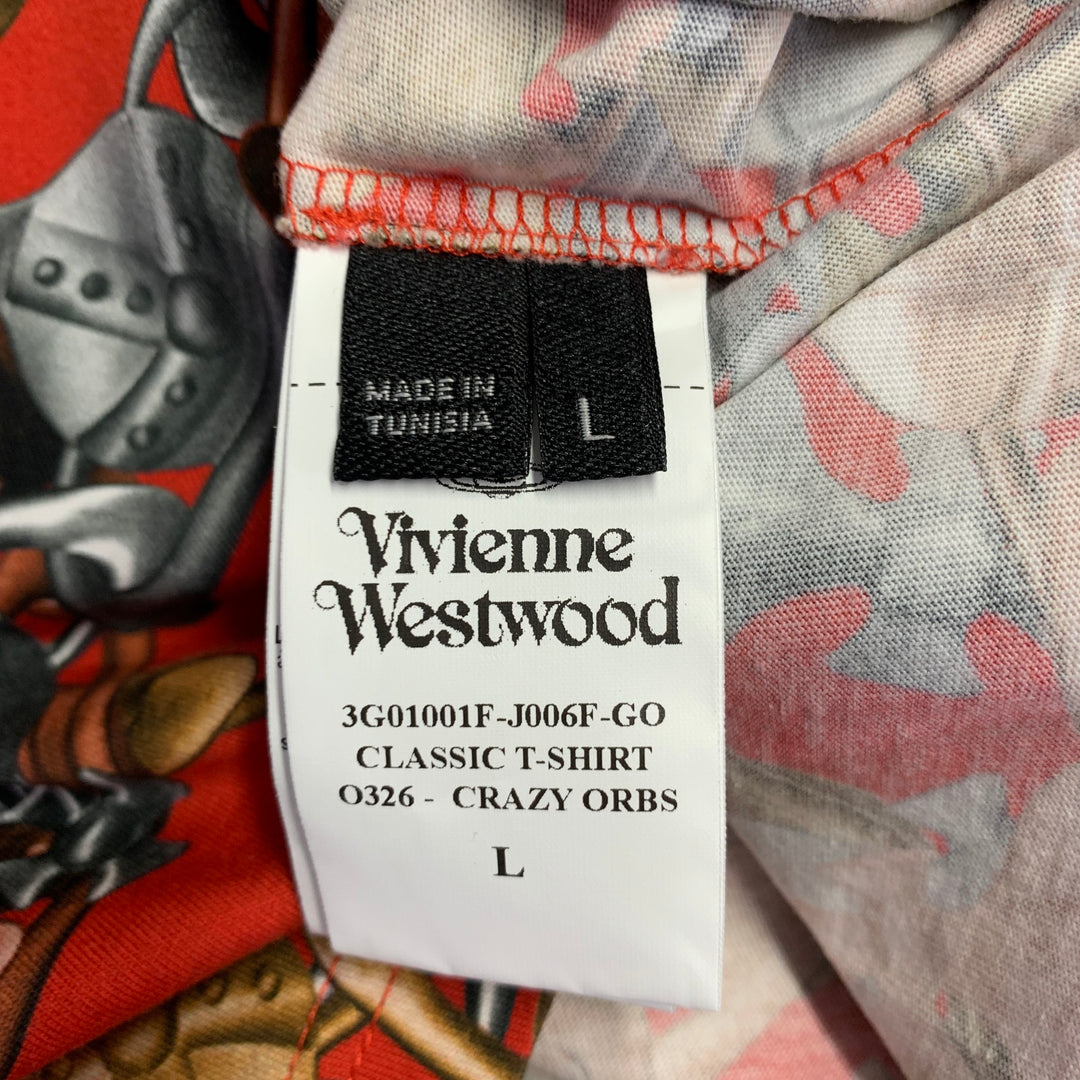 MADE IN
TUNISIA
L
Vivienne
Westwood
3G01001F-J006F-GO
CLASSIC T-SHIRT
O326 - CRAZY ORBS
L